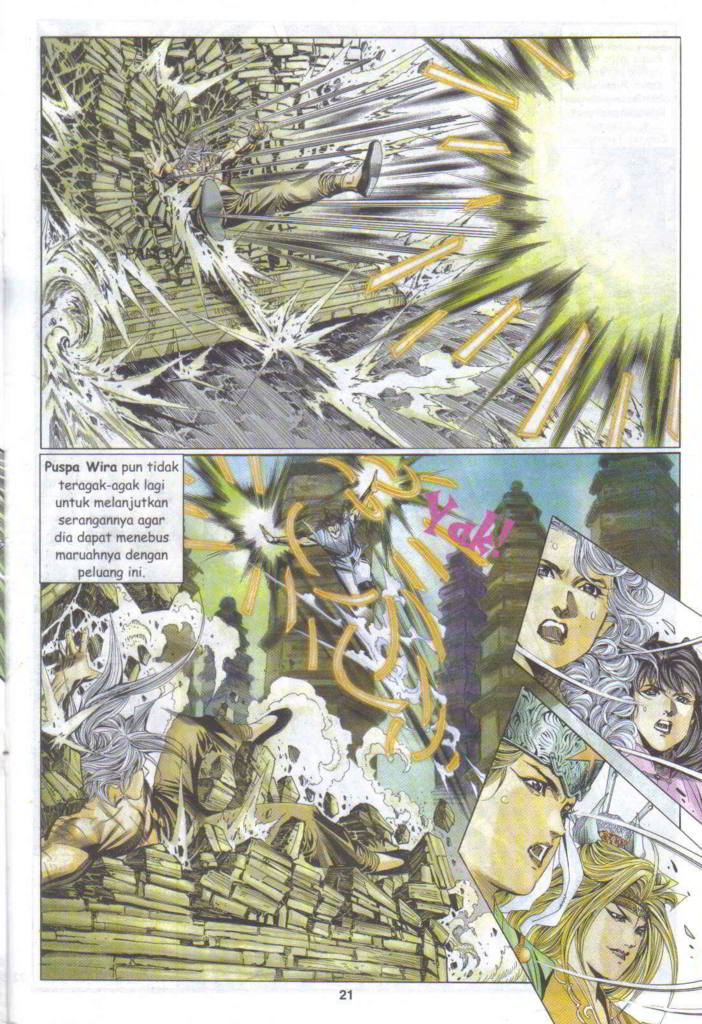 Puspa Wira pun tidak
teragak-agak lagi
untuk melanjutkan
serangannya agar
dia dapat menebus
maruahnya dengan
peluang ini.
Yak!
21